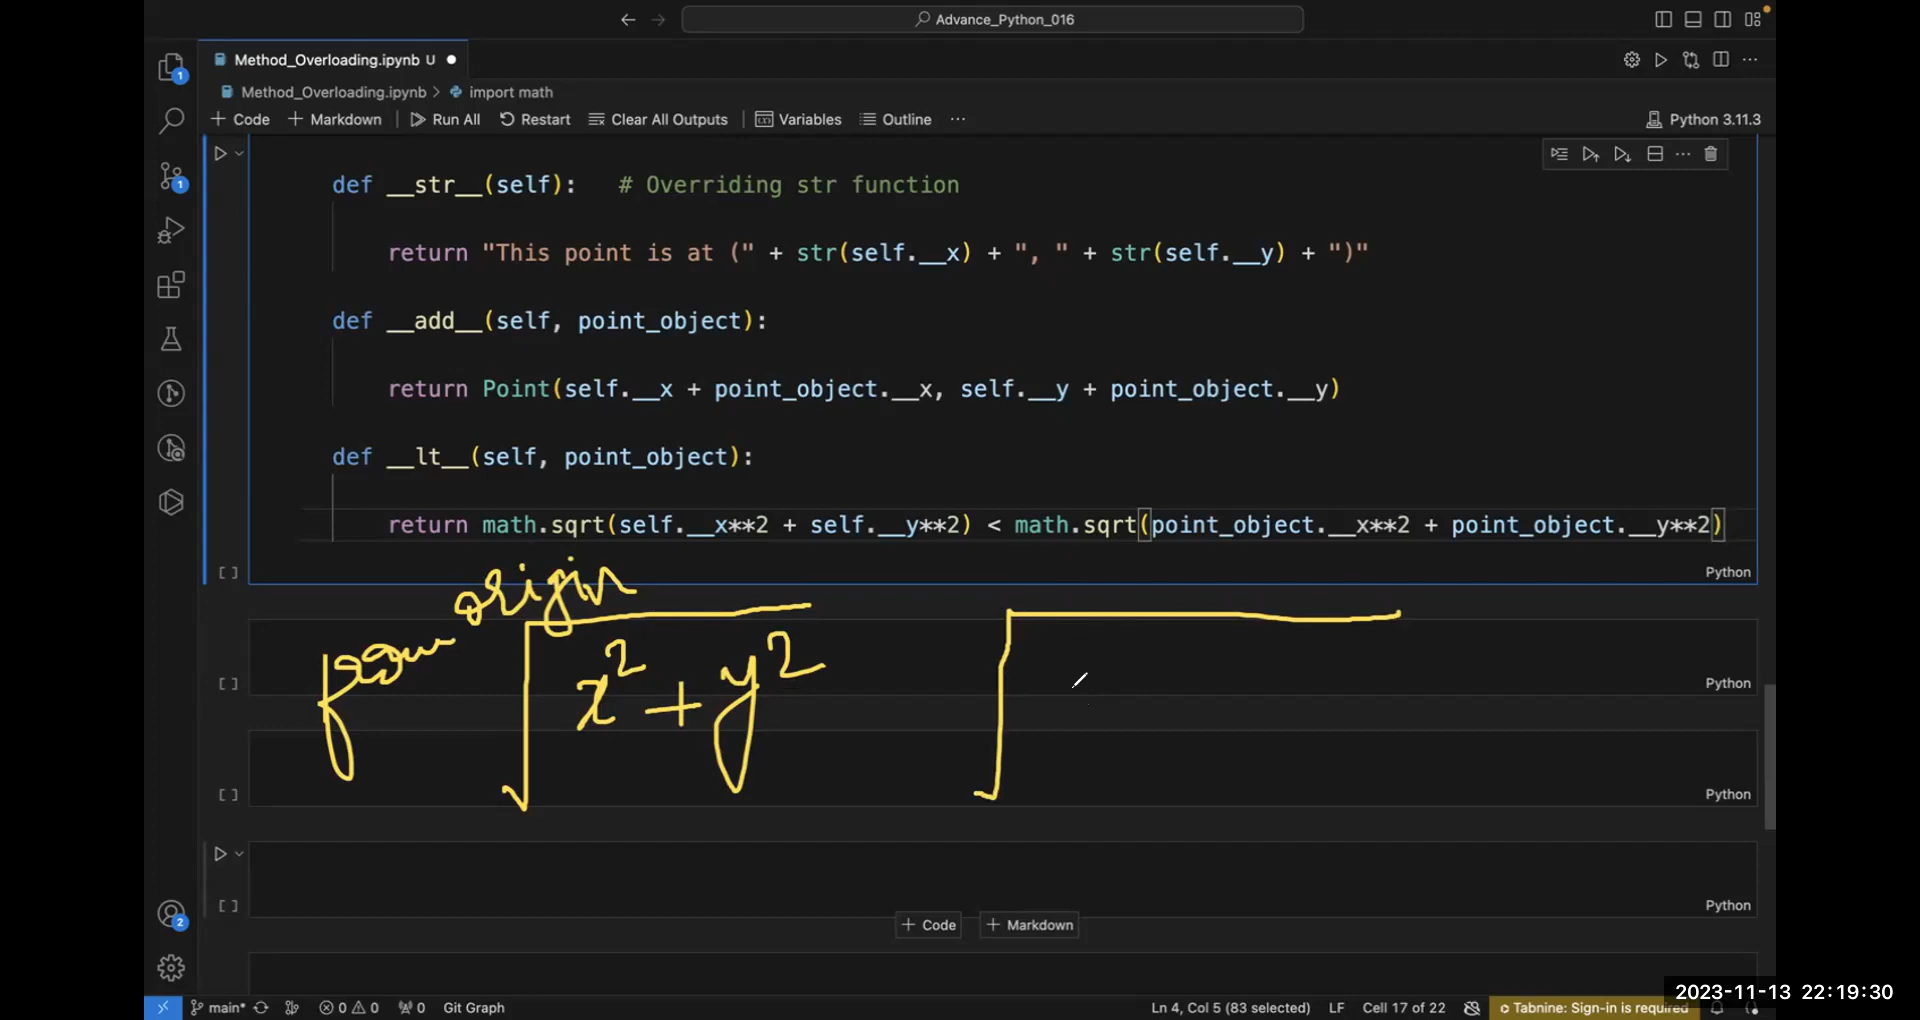 Advance_Python_016
Method_Overloading.ipynb U
Method_Overloading.ipynb > import math
+ Code + Markdown Run All Restart Clear All Outputs Variables Outline ... Python 3.11.3
1
def __str__(self):   # Overriding str function
1
return "This point is at (" + str(self.__x) + ", " + str(self.__y) + ")"
def __add__(self, point_object):
return Point(self.__x + point_object.__x, self.__y + point_object.__y)
def __lt__(self, point_object):
return math.sqrt(self.__x**2 + self.__y**2) < math.sqrt(point_object.__x**2 + point_object.__y**2)
[ ] Python
origin
x² + y²
[ ] Python
[ ] Python
[ ] Python
2
+ Code + Markdown
2023-11-13 22:19:30
main* 0 0 0 Git Graph Ln 4, Col 5 (83 selected) LF Cell 17 of 22 Tabnine: Sign-in is required